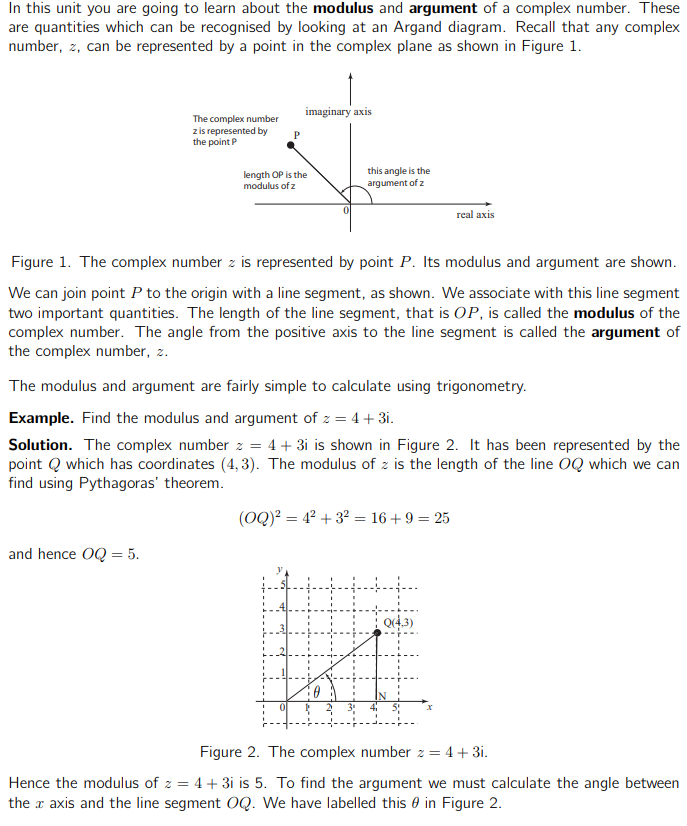 In this unit you are going to learn about the modulus and argument of a complex number. These
are quantities which can be recognised by looking at an Argand diagram. Recall that any complex
number, z, can be represented by a point in the complex plane as shown in Figure 1.
imaginary axis
The complex number
z is represented by
the point P
P
length OP is the
modulus of z
this angle is the
argument of z
0
real axis
Figure 1. The complex number z is represented by point P. Its modulus and argument are shown.
We can join point P to the origin with a line segment, as shown. We associate with this line segment
two important quantities. The length of the line segment, that is OP, is called the modulus of the
complex number. The angle from the positive axis to the line segment is called the argument of
the complex number, z.
The modulus and argument are fairly simple to calculate using trigonometry.
Example. Find the modulus and argument of z = 4 + 3i.
Solution. The complex number z = 4 + 3i is shown in Figure 2. It has been represented by the
point Q which has coordinates (4, 3). The modulus of z is the length of the line OQ which we can
find using Pythagoras' theorem.
(OQ)² = 4² + 3² = 16 + 9 = 25
and hence OQ = 5.
y
5
4
3
2
1
Q(4,3)
θ
N
0 1 2 3 4 5 x
Figure 2. The complex number z = 4 + 3i.
Hence the modulus of z = 4 + 3i is 5. To find the argument we must calculate the angle between
the x axis and the line segment OQ. We have labelled this θ in Figure 2.